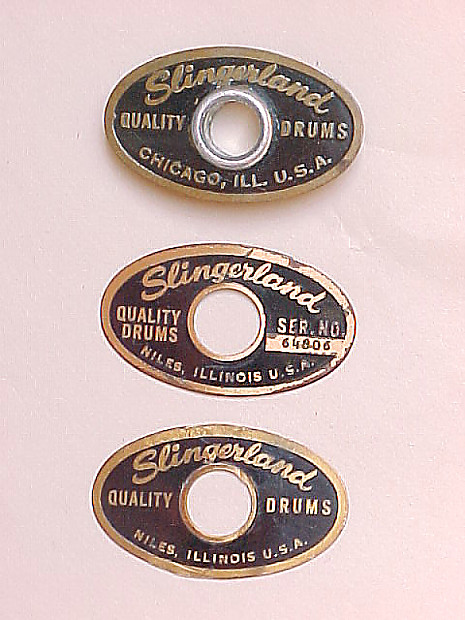 Slingerland
QUALITY DRUMS
CHICAGO, ILL. U.S.A.
Slingerland
QUALITY
DRUMS
SER. NO.
64806
NILES, ILLINOIS U.S.A.
Slingerland
QUALITY DRUMS
NILES, ILLINOIS U.S.A.